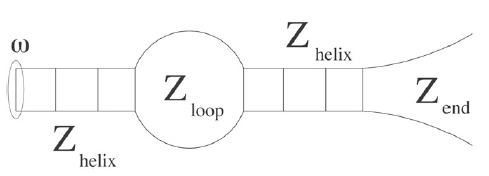 ω
Z helix
Z loop
Z helix
Z end